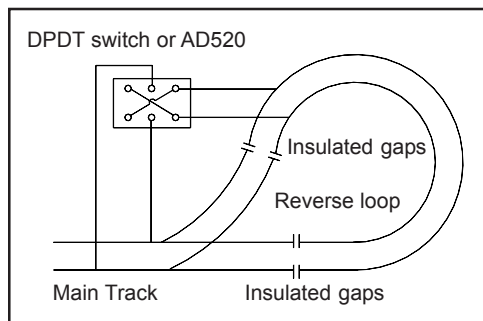 DPDT switch or AD520
Insulated gaps
Reverse loop
Main Track
Insulated gaps